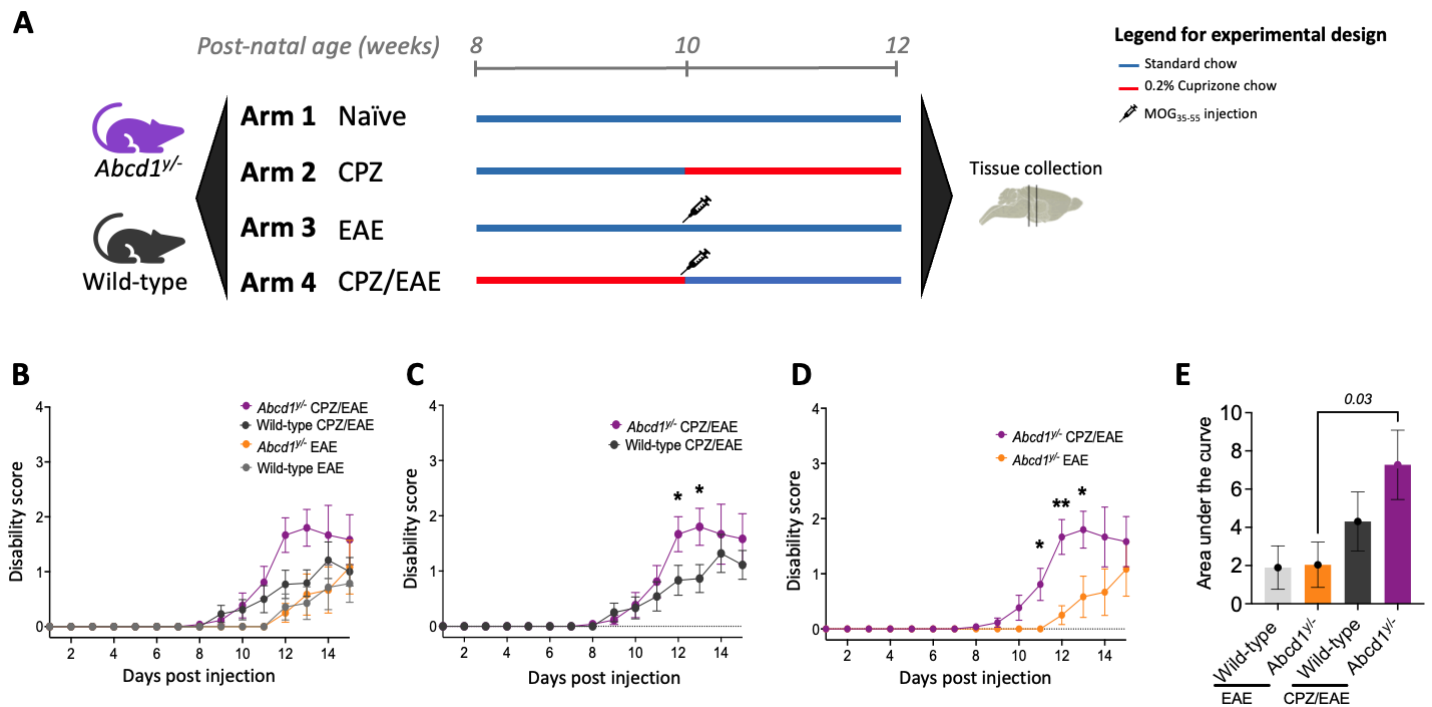 A
Post-natal age (weeks)
8
10
12
Abcd1y/-
Wild-type
Arm 1 Naïve
Arm 2 CPZ
Arm 3 EAE
Arm 4 CPZ/EAE
Tissue collection
Legend for experimental design
Standard chow
0.2% Cuprizone chow
MOG35-55 injection
B
Disability score
4
3
2
1
0
Abcd1y/- CPZ/EAE
Wild-type CPZ/EAE
Abcd1y/- EAE
Wild-type EAE
2 4 6 8 10 12 14
Days post injection
C
Disability score
4
3
2
1
0
Abcd1y/- CPZ/EAE
Wild-type CPZ/EAE
* *
2 4 6 8 10 12 14
Days post injection
D
Disability score
4
3
2
1
0
Abcd1y/- CPZ/EAE
Abcd1y/- EAE
* ** *
2 4 6 8 10 12 14
Days post injection
E
Area under the curve
10
8
6
4
2
0
0.03
Wild-type
Abcd1y/-
Wild-type
Abcd1y/-
EAE
CPZ/EAE